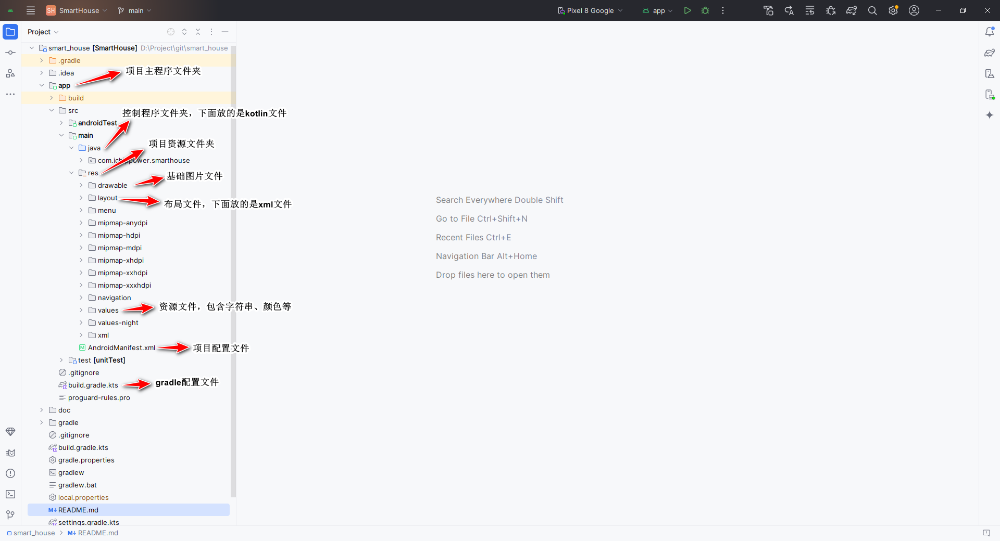 SH SmartHouse main Pixel 8 Google app
Project
smart_house [SmartHouse] D:\Project\git\smart_house
.gradle
.idea
项目主程序文件夹
app
build
src
控制程序文件夹，下面放的是kotlin文件
androidTest
main
java
项目资源文件夹
power.smarthouse
res
基础图片文件
drawable
layout
布局文件，下面放的是xml文件
menu
mipmap-anydpi
mipmap-hdpi
mipmap-mdpi
mipmap-xhdpi
mipmap-xxhdpi
mipmap-xxxhdpi
navigation
values
资源文件，包含字符串、颜色等
values-night
xml
AndroidManifest.xml
项目配置文件
test [unitTest]
.gitignore
build.gradle.kts
gradle配置文件
proguard-rules.pro
doc
gradle
.gitignore
build.gradle.kts
gradle.properties
gradlew
gradlew.bat
local.properties
M↓ README.md
settings.gradle.kts
Search Everywhere Double Shift
Go to File Ctrl+Shift+N
Recent Files Ctrl+E
Navigation Bar Alt+Home
Drop files here to open them
smart_house > M↓ README.md